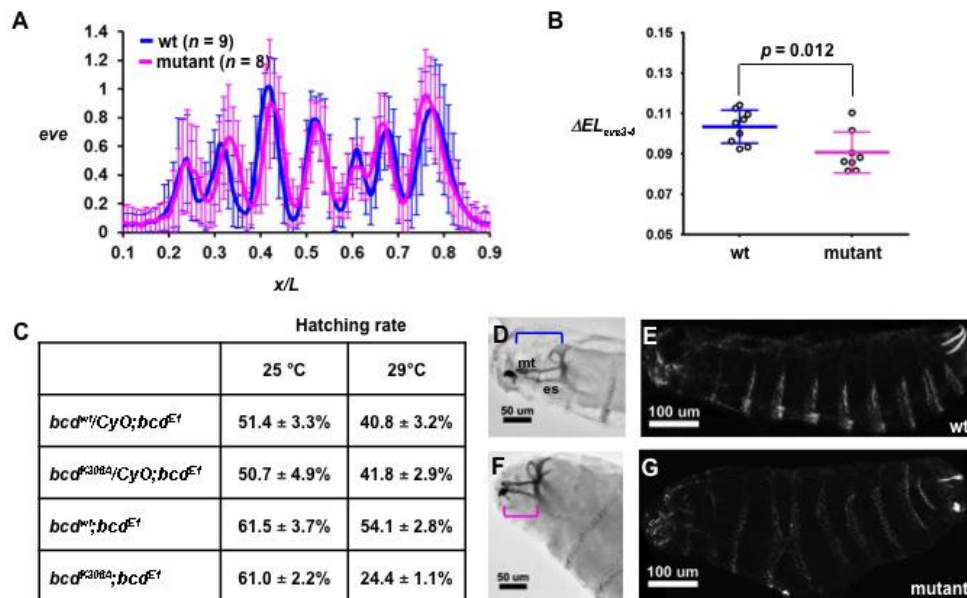 A
1.4
1.2
1
0.8
0.6
0.4
0.2
0
eve
wt (n = 9)
mutant (n = 8)
0.1 0.2 0.3 0.4 0.5 0.6 0.7 0.8 0.9
x/L
B
p = 0.012
0.15
0.13
0.11
0.09
0.07
0.05
ΔELeve3-4
wt mutant
C
Hatching rate
25 °C 29°C
bcdwt/CyO;bcdE1 51.4 ± 3.3% 40.8 ± 3.2%
bcdK308A/CyO;bcdE1 50.7 ± 4.9% 41.8 ± 2.9%
bcdwt;bcdE1 61.5 ± 3.7% 54.1 ± 2.8%
bcdK308A;bcdE1 61.0 ± 2.2% 24.4 ± 1.1%
D
mt
es
50 um
E
100 um
wt
F
50 um
G
100 um
mutant